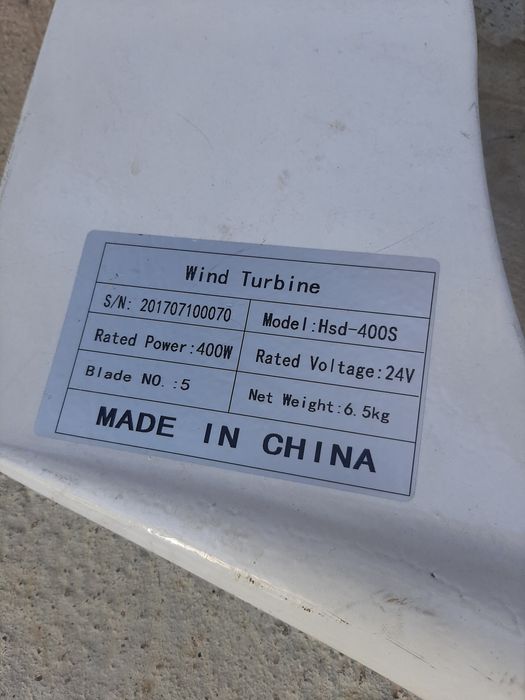 Wind Turbine
S/N: 201707100070 Model:Hsd-400S
Rated Power:400W Rated Voltage:24V
Blade NO.:5 Net Weight:6.5kg
MADE IN CHINA